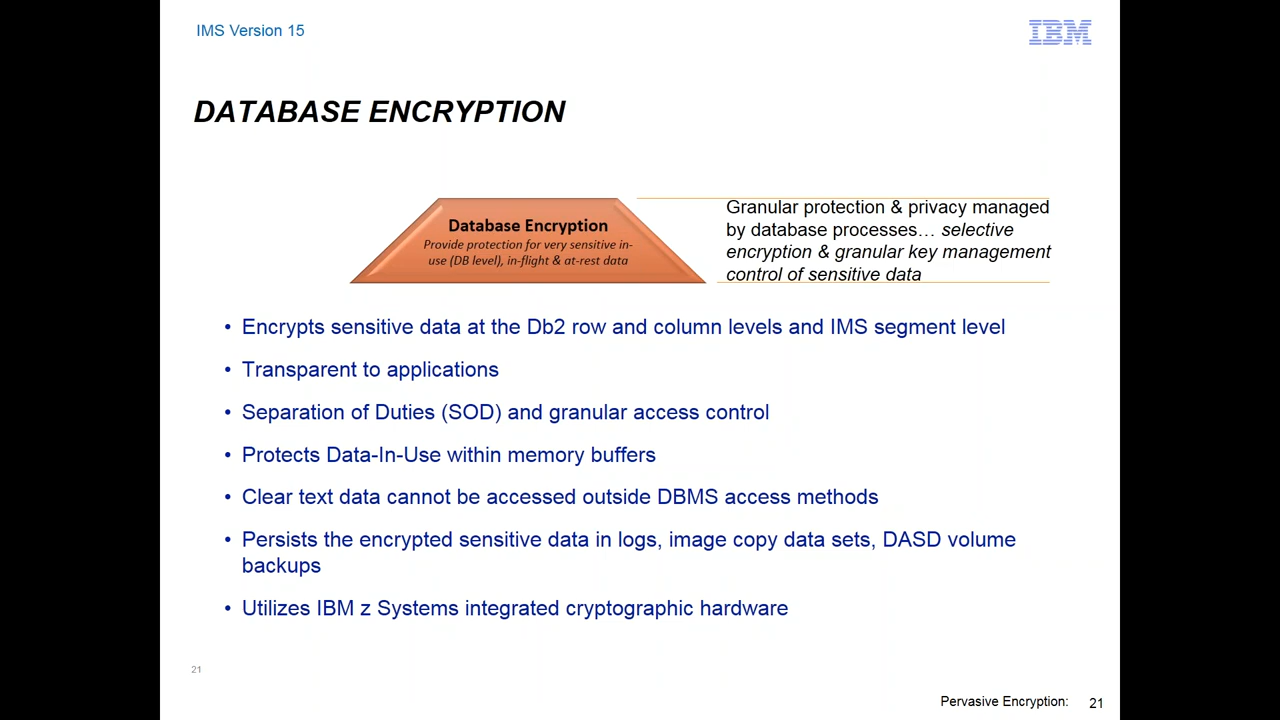 IMS Version 15
IBM
DATABASE ENCRYPTION
Database Encryption
Provide protection for very sensitive in-
use (DB level), in-flight & at-rest data
Granular protection & privacy managed
by database processes… selective
encryption & granular key management
control of sensitive data
• Encrypts sensitive data at the Db2 row and column levels and IMS segment level
• Transparent to applications
• Separation of Duties (SOD) and granular access control
• Protects Data-In-Use within memory buffers
• Clear text data cannot be accessed outside DBMS access methods
• Persists the encrypted sensitive data in logs, image copy data sets, DASD volume
backups
• Utilizes IBM z Systems integrated cryptographic hardware
21
Pervasive Encryption: 21